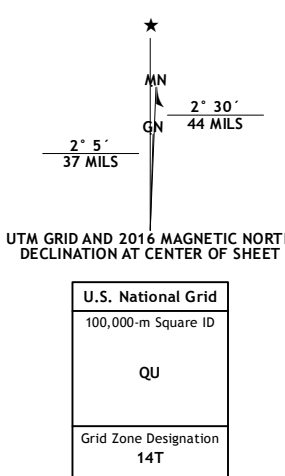 ★
MN
2° 30´
44 MILS
GN
2° 5´
37 MILS
UTM GRID AND 2016 MAGNETIC NORT
DECLINATION AT CENTER OF SHEET
U.S. National Grid
100,000-m Square ID
QU
Grid Zone Designation
14T